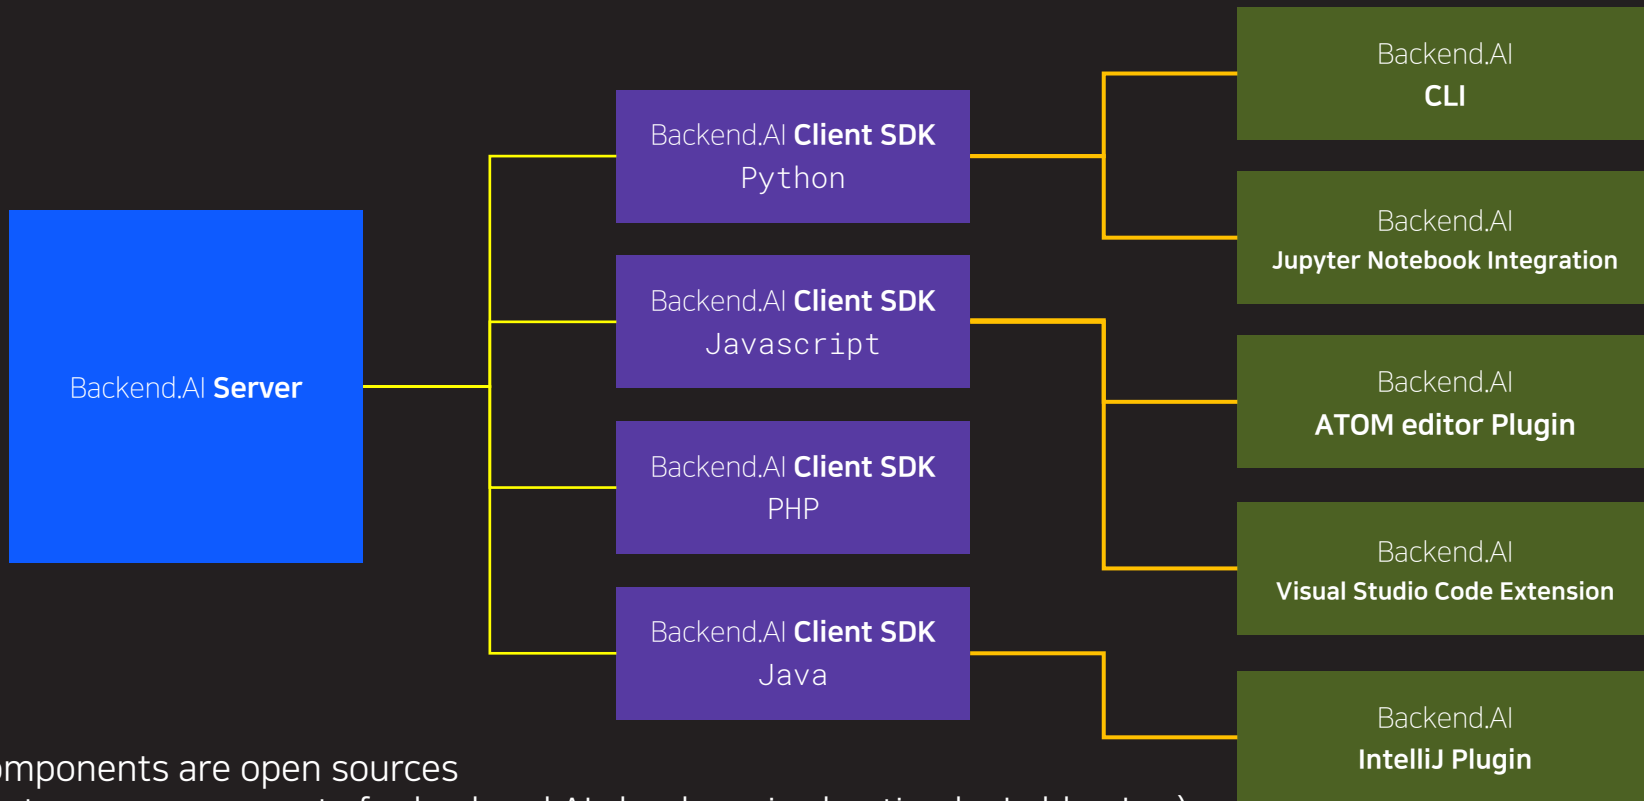 Backend.AI Server
Backend.AI Client SDK
Python
Backend.AI Client SDK
Javascript
Backend.AI Client SDK
PHP
Backend.AI Client SDK
Java
Backend.AI
CLI
Backend.AI
Jupyter Notebook Integration
Backend.AI
ATOM editor Plugin
Backend.AI
Visual Studio Code Extension
Backend.AI
IntelliJ Plugin
omponents are open sources